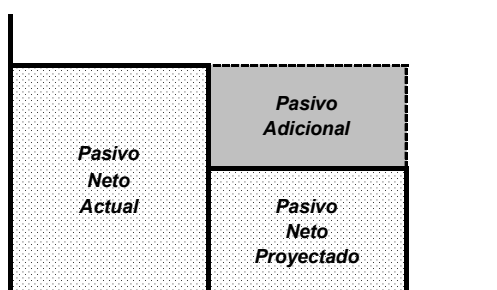 Pasivo
Adicional
Pasivo
Neto
Actual
Pasivo
Neto
Proyectado